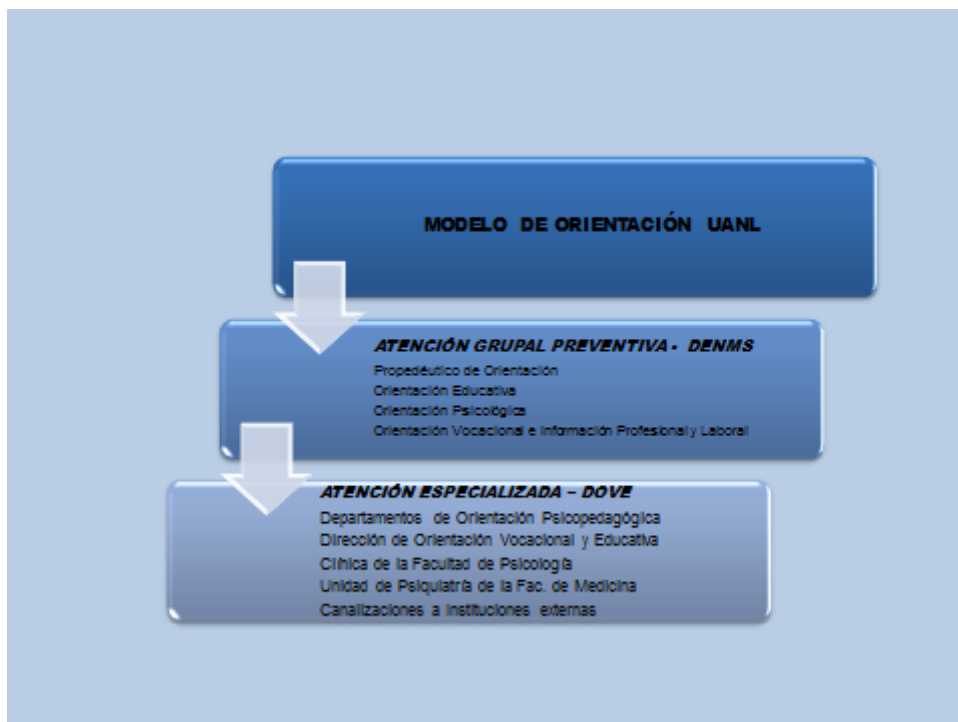 MODELO DE ORIENTACIÓN UANL
ATENCIÓN GRUPAL PREVENTIVA - DENMS
Propedéutico de Orientación
Orientación Educativa
Orientación Psicológica
Orientación Vocacional e Información Profesional y Laboral
ATENCIÓN ESPECIALIZADA – DOVE
Departamentos de Orientación Psicopedagógica
Dirección de Orientación Vocacional y Educativa
Clínica de la Facultad de Psicología
Unidad de Psiquiatría de la Fac. de Medicina
Canalizaciones a Instituciones externas